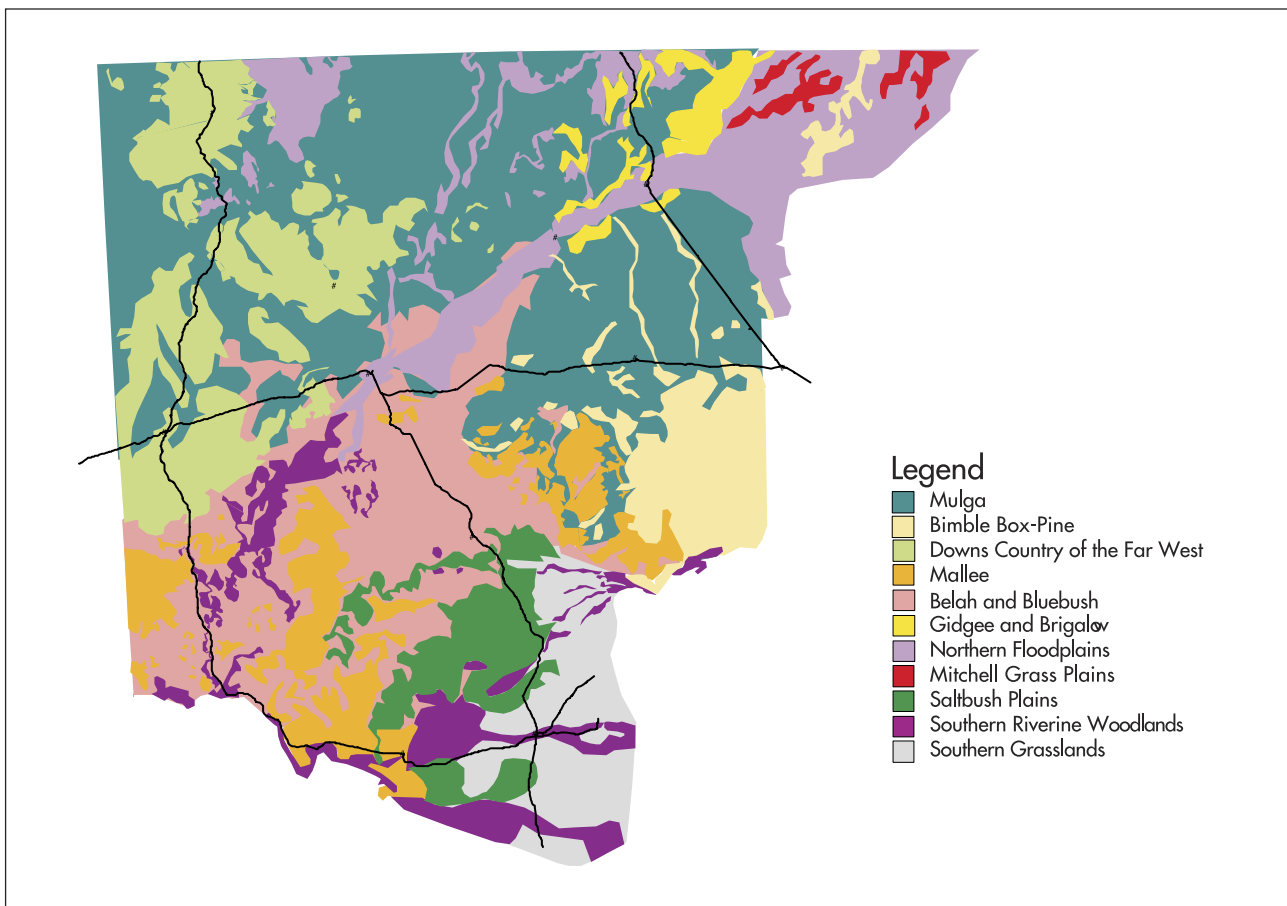 Legend
Mulga
Bimble Box-Pine
Downs Country of the Far West
Mallee
Belah and Bluebush
Gidgee and Brigalow
Northern Floodplains
Mitchell Grass Plains
Saltbush Plains
Southern Riverine Woodlands
Southern Grasslands